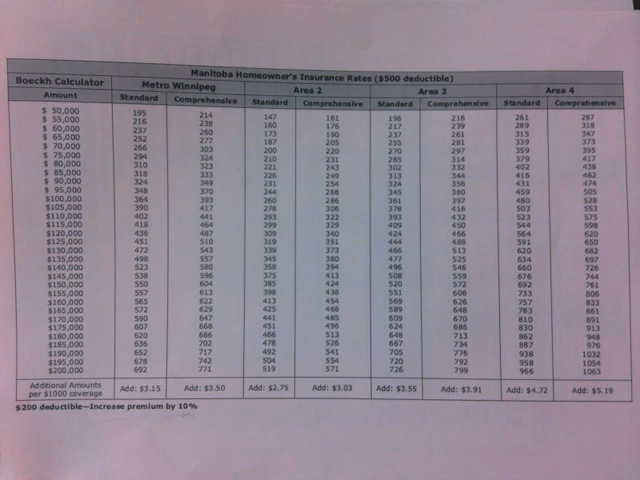 Manitoba Homeowner's Insurance Rates ($500 deductible)
Boeckh Calculator Metro Winnipeg Area 2 Area 3 Area 4
Amount Standard Comprehensive Standard Comprehensive Standard Comprehensive Standard Comprehensive
$ 50,000 195 214 147 161 196 216 261 287
$ 55,000 216 238 160 176 217 239 289 318
$ 60,000 237 260 173 190 237 261 315 347
$ 65,000 252 277 187 205 255 281 339 373
$ 70,000 266 303 200 220 270 297 359 395
$ 75,000 294 324 210 231 285 314 379 417
$ 80,000 310 323 221 243 302 332 402 438
$ 85,000 318 333 226 249 313 344 416 462
$ 90,000 324 349 231 254 324 356 431 474
$ 95,000 348 370 244 268 345 380 459 505
$100,000 364 393 260 286 361 397 480 528
$105,000 390 417 278 306 378 416 503 553
$110,000 402 441 293 322 393 432 523 575
$115,000 418 464 299 329 409 450 544 598
$120,000 436 487 309 340 424 466 564 620
$125,000 451 510 319 351 444 488 591 650
$130,000 472 543 339 373 466 513 620 682
$135,000 498 557 345 380 477 525 634 697
$140,000 523 580 358 394 496 546 660 726
$145,000 538 596 375 413 508 559 676 744
$150,000 550 604 385 424 520 572 692 761
$155,000 557 613 398 438 551 606 733 806
$160,000 565 622 413 454 569 626 757 833
$165,000 572 629 425 468 589 648 783 861
$170,000 590 647 441 485 609 670 810 891
$175,000 607 668 451 496 624 686 830 913
$180,000 620 686 466 513 648 713 862 948
$185,000 636 702 478 526 667 734 887 976
$190,000 652 717 492 541 705 776 938 1032
$195,000 678 742 504 554 720 792 958 1054
$200,000 692 771 519 571 726 799 966 1063
Additional Amounts
per $1000 coverage Add: $3.15 Add: $3.50 Add: $2.75 Add: $3.03 Add: $3.55 Add: $3.91 Add: $4.72 Add: $5.19
$200 deductible—Increase premium by 10%